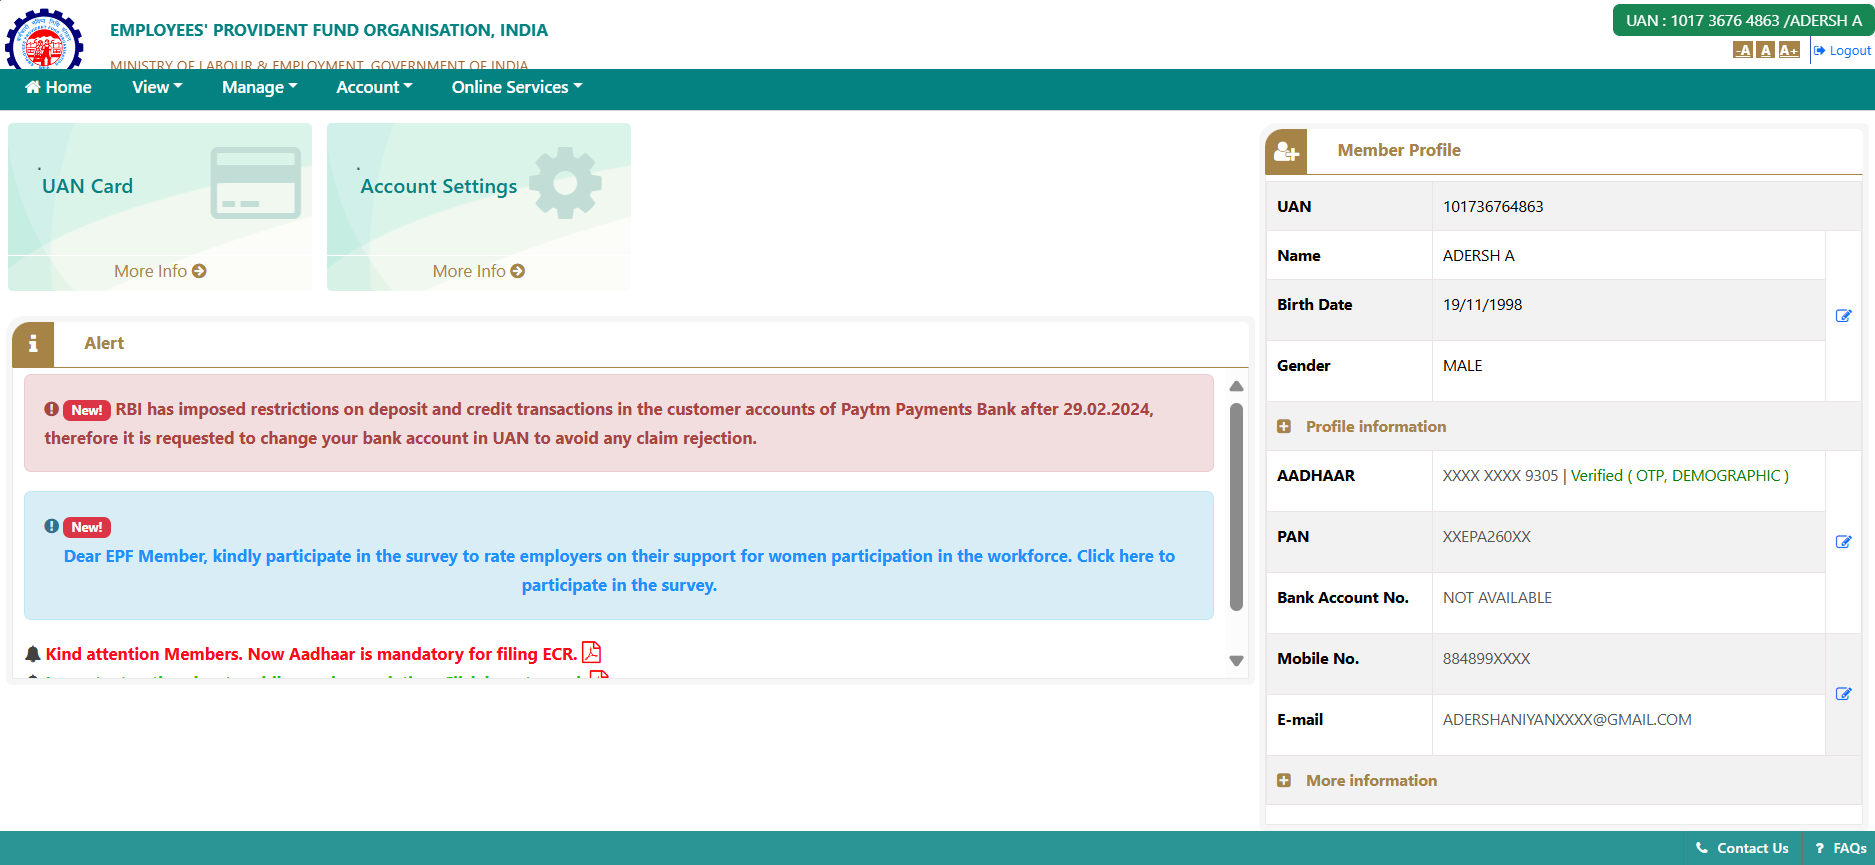 EMPLOYEES' PROVIDENT FUND ORGANISATION, INDIA
MINISTRY OF LABOUR & EMPLOYMENT, GOVERNMENT OF INDIA
UAN : 1017 3676 4863 /ADERSH A
-A A A+ Logout
Home View Manage Account Online Services
UAN Card
More Info
Account Settings
More Info
Alert
New! RBI has imposed restrictions on deposit and credit transactions in the customer accounts of Paytm Payments Bank after 29.02.2024,
therefore it is requested to change your bank account in UAN to avoid any claim rejection.
New!
Dear EPF Member, kindly participate in the survey to rate employers on their support for women participation in the workforce. Click here to
participate in the survey.
Kind attention Members. Now Aadhaar is mandatory for filing ECR.
Member Profile
UAN 101736764863
Name ADERSH A
Birth Date 19/11/1998
Gender MALE
Profile information
AADHAAR XXXX XXXX 9305 | Verified ( OTP, DEMOGRAPHIC )
PAN XXEPA260XX
Bank Account No. NOT AVAILABLE
Mobile No. 884899XXXX
E-mail ADERSHANIYANXXXX@GMAIL.COM
More information
Contact Us ? FAQs